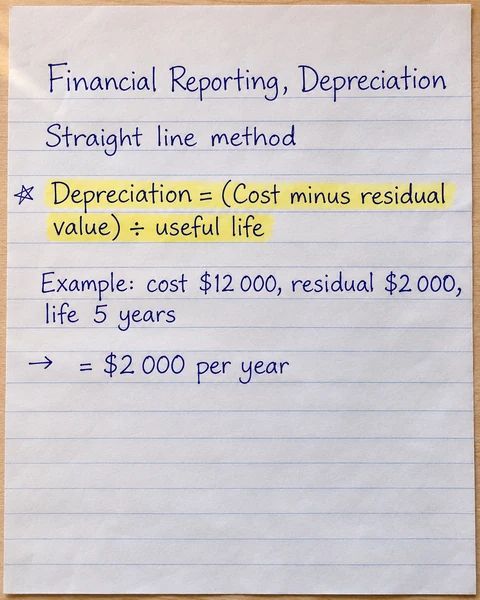 Financial Reporting, Depreciation
Straight line method
☆ Depreciation = (Cost minus residual
value) ÷ useful life
Example: cost $12 000, residual $2 000,
life 5 years
→ = $2 000 per year